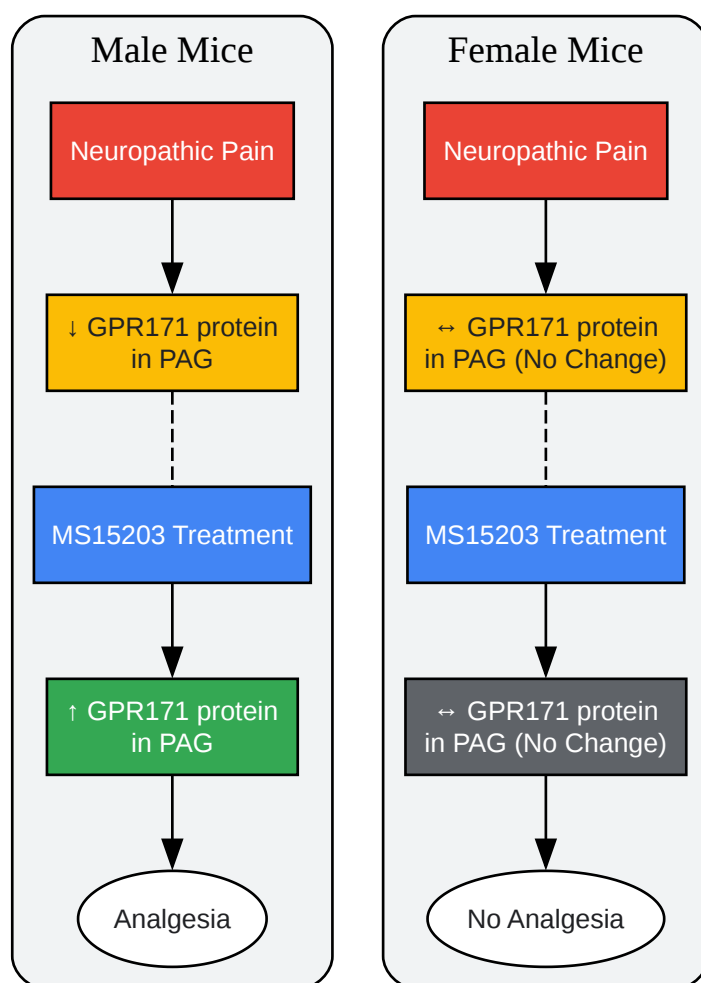 Male Mice
Neuropathic Pain
↓ GPR171 protein
in PAG
MS15203 Treatment
↑ GPR171 protein
in PAG
Analgesia
Female Mice
Neuropathic Pain
↔ GPR171 protein
in PAG (No Change)
MS15203 Treatment
↔ GPR171 protein
in PAG (No Change)
No Analgesia